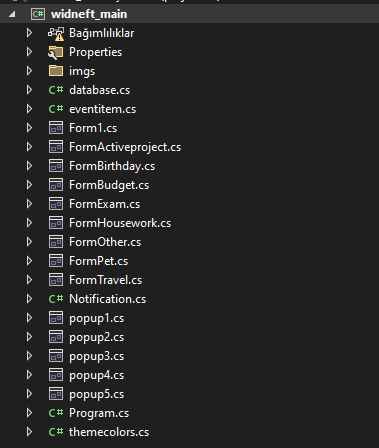 widneft_main
Bağımlılıklar
Properties
imgs
C# database.cs
C# eventitem.cs
Form1.cs
FormActiveproject.cs
FormBirthday.cs
FormBudget.cs
FormExam.cs
FormHousework.cs
FormOther.cs
FormPet.cs
FormTravel.cs
C# Notification.cs
popup1.cs
popup2.cs
popup3.cs
popup4.cs
popup5.cs
C# Program.cs
C# themecolors.cs